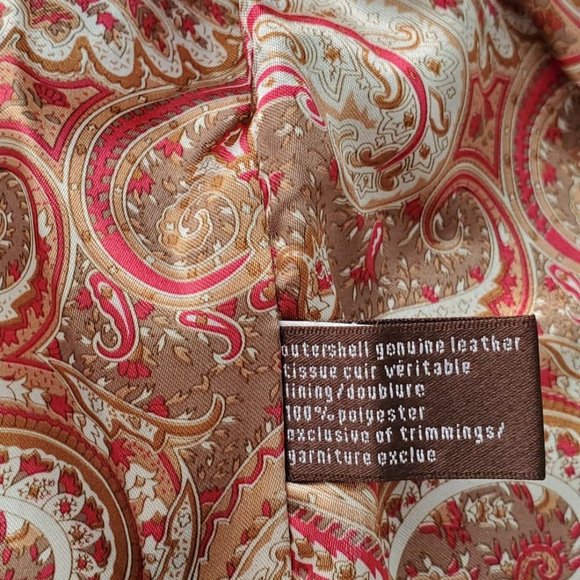 outershell genuine leather
tissue cuir véritable
lining/doublure
100% polyester
exclusive of trimmings/
garniture exclue